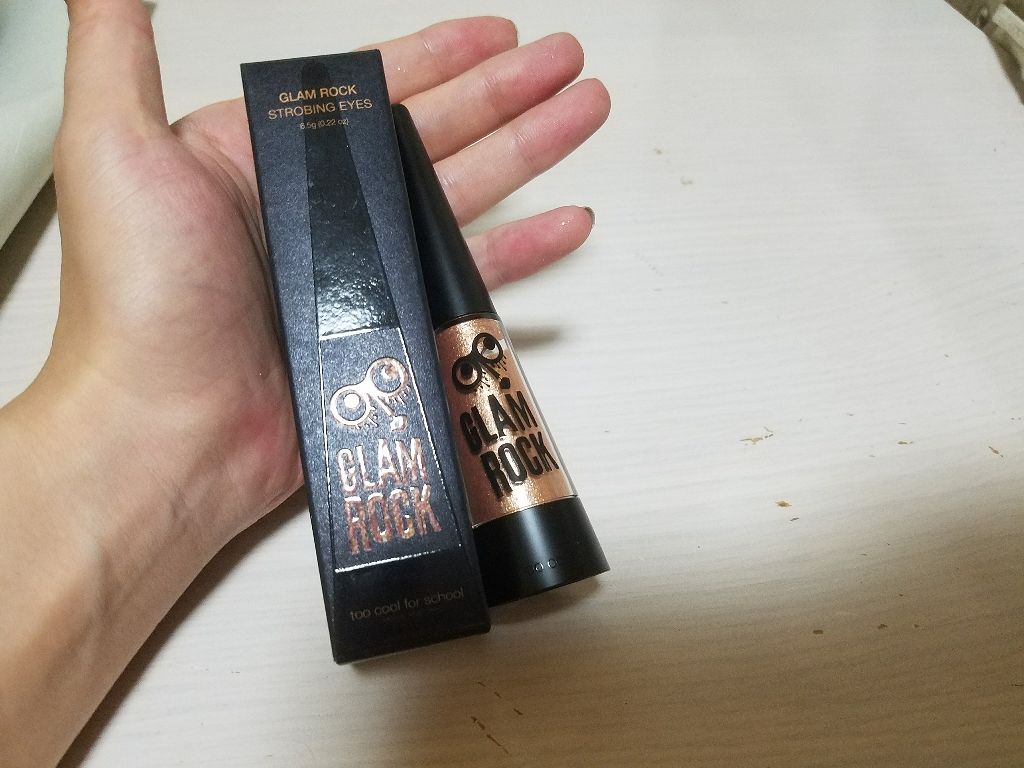 GLAM ROCK
STROBING EYES
6.5g (0.22 oz)
GLAM
ROCK
too cool for school
GLAM
ROCK